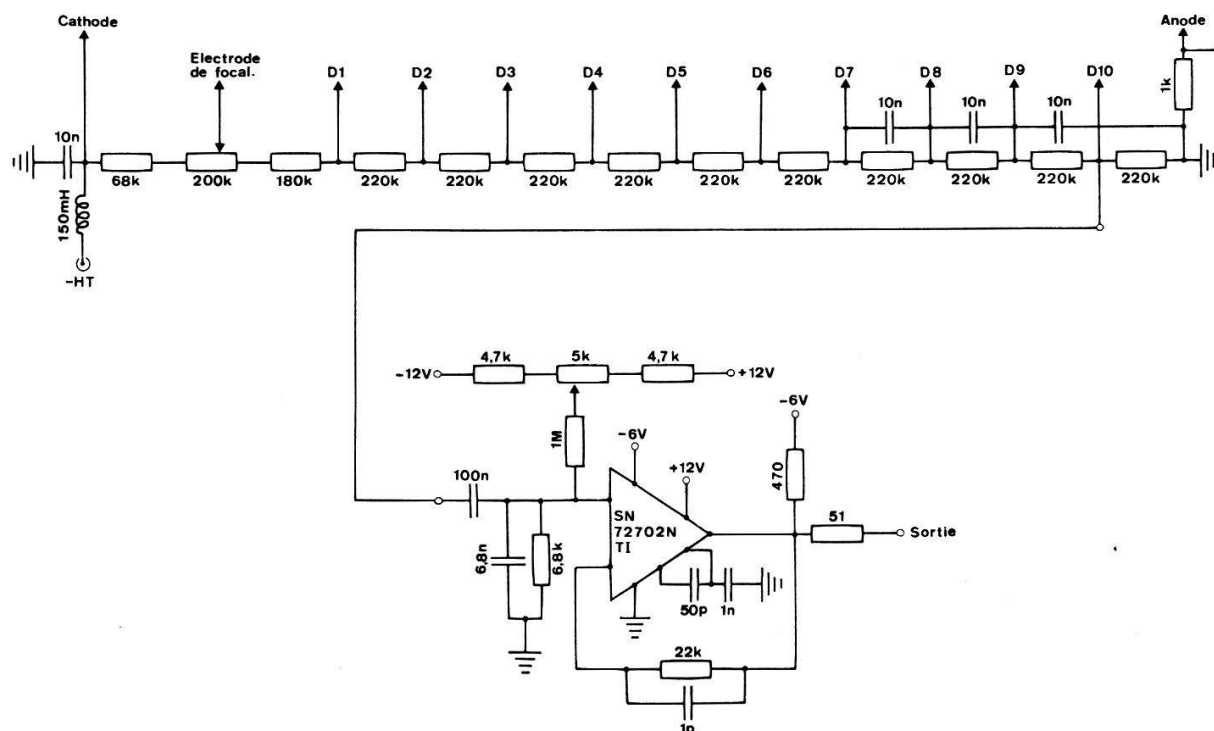 Cathode
Anode
Electrode
de focal.
D1
D2
D3
D4
D5
D6
D7
D8
D9
D10
1k
10n
10n
10n
10n
68k
200k
180k
220k
220k
220k
220k
220k
220k
220k
220k
220k
220k
150mH
-HT
4,7k
5k
4,7k
-12V
+12V
-6V
1M
-6V
+12V
470
100n
51
SN
72702N
TI
Sortie
6,8n
6,8k
50p
1n
22k
1p